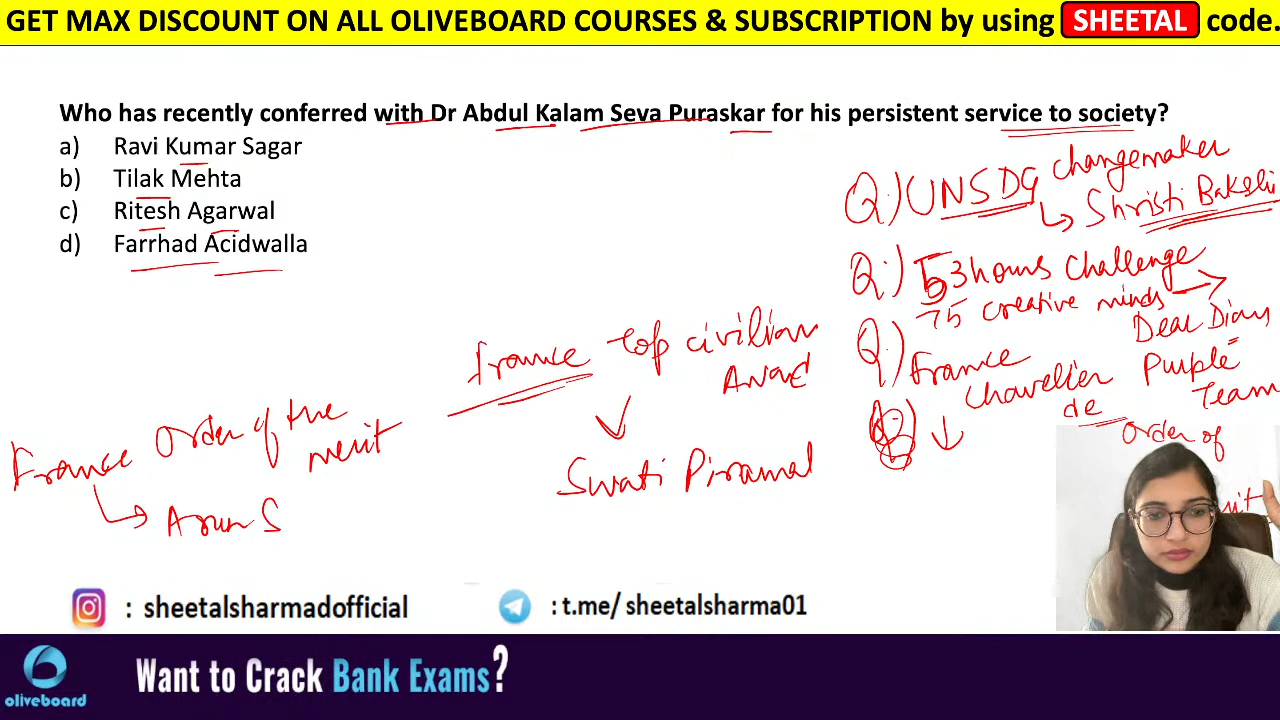 GET MAX DISCOUNT ON ALL OLIVEBOARD COURSES & SUBSCRIPTION by using SHEETAL code.
Who has recently conferred with Dr Abdul Kalam Seva Puraskar for his persistent service to society?
a) Ravi Kumar Sagar
b) Tilak Mehta
c) Ritesh Agarwal
d) Farrhad Acidwalla
Q.) UNSDG changemaker
↳ Shristi Bakshi
Q.) 53 hours Challenge
75 creative minds →
Dear Diary
Q.) France
Chavelier
de
Purple
Team
Order of
↓
France top civilian
Award
↓
Swati Piramal
France Order of the
merit
↳ Arun S
: sheetalsharmadofficial
: t.me/ sheetalsharma01
oliveboard
Want to Crack Bank Exams?